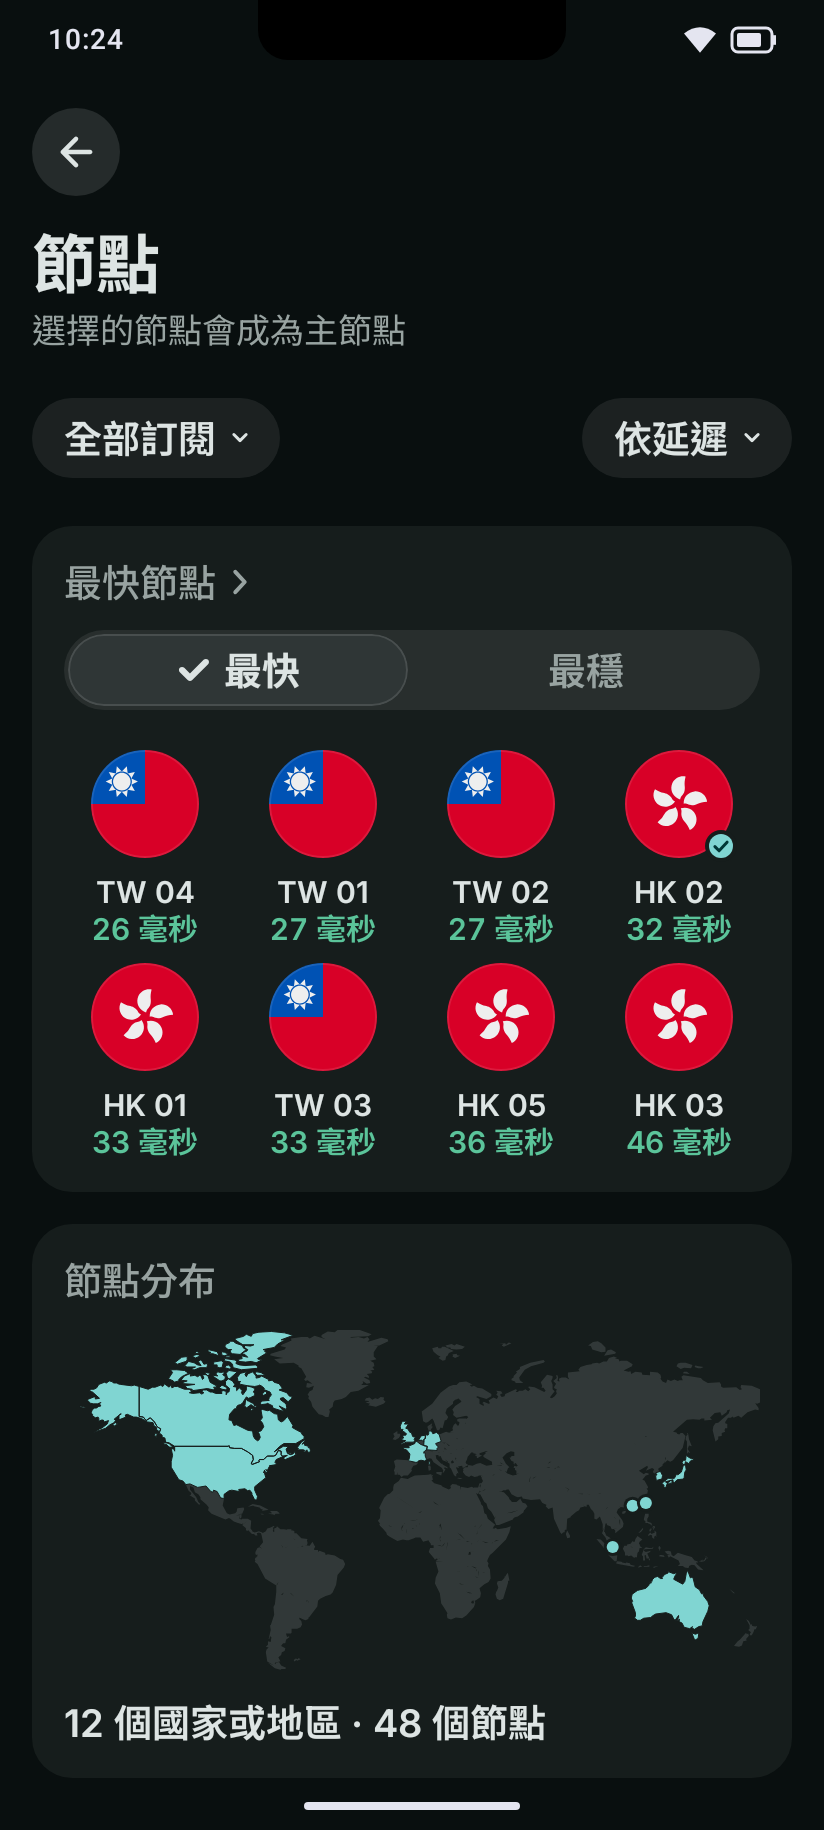 10:24
節點
選擇的節點會成為主節點
全部訂閱
依延遲
最快節點
最快
最穩
TW 04
26 毫秒
TW 01
27 毫秒
TW 02
27 毫秒
HK 02
32 毫秒
HK 01
33 毫秒
TW 03
33 毫秒
HK 05
36 毫秒
HK 03
46 毫秒
節點分布
12 個國家或地區 · 48 個節點